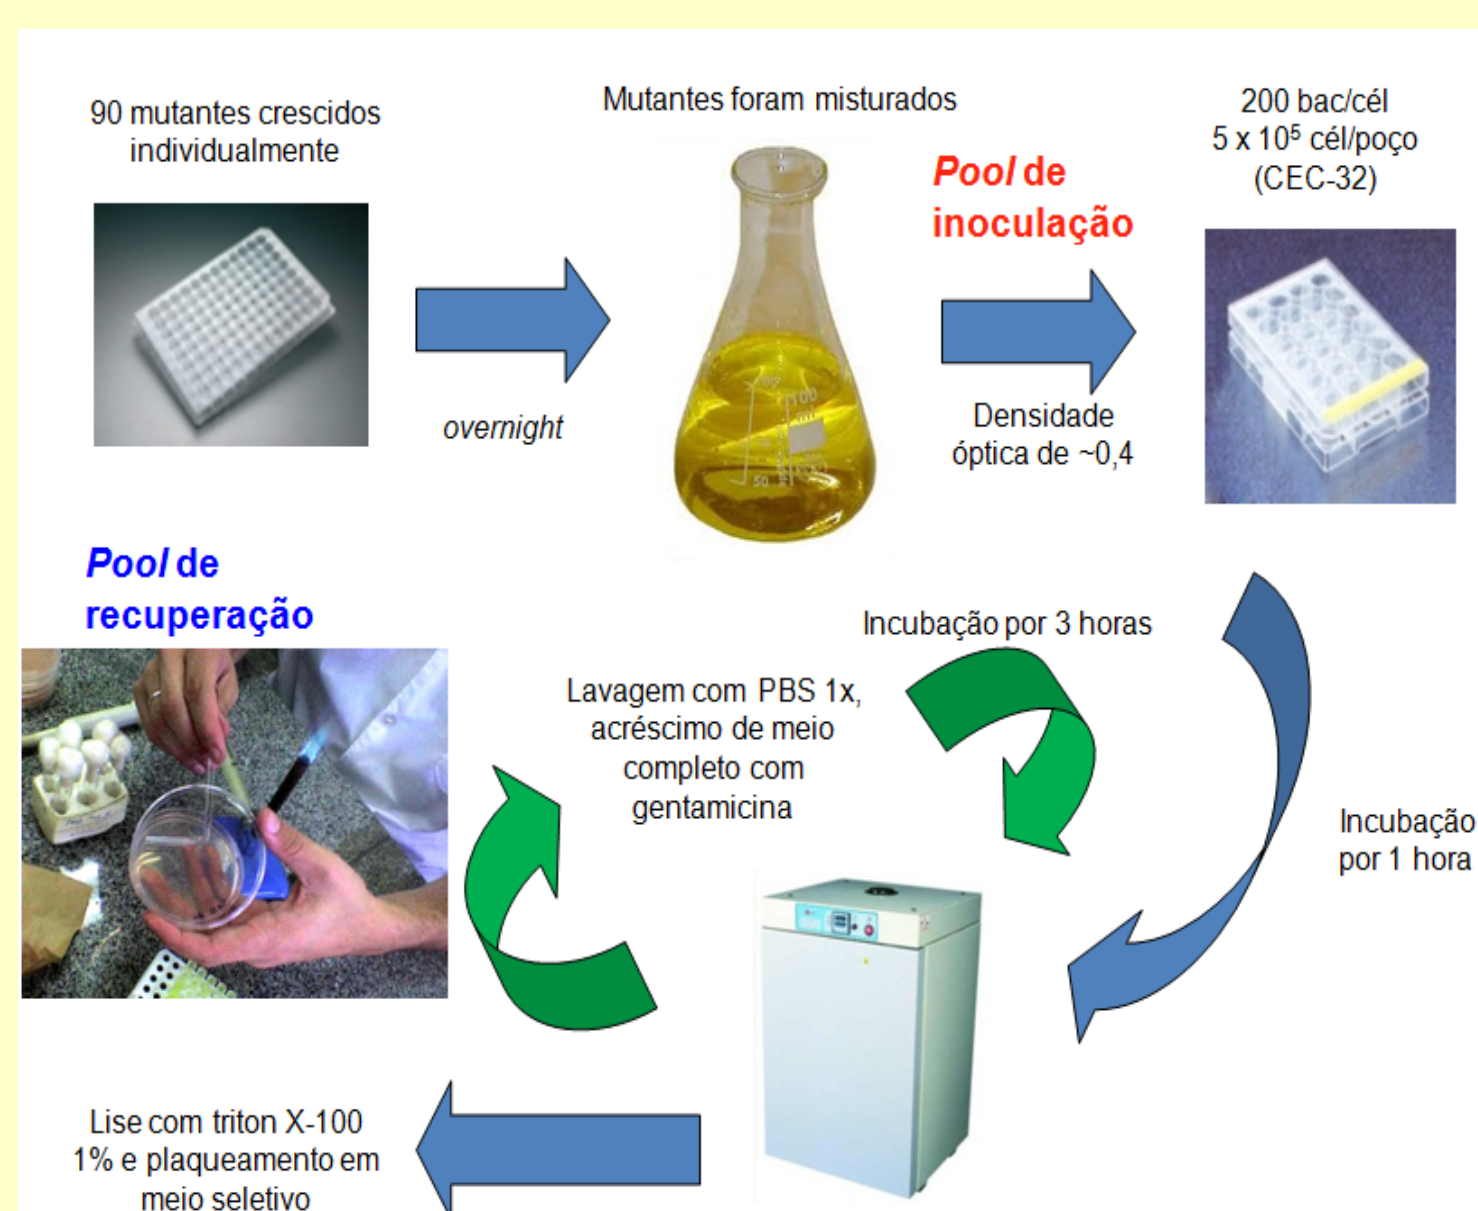 90 mutantes crescidos
individualmente
overnight
Mutantes foram misturados
Pool de
inoculação
Densidade
óptica de ~0,4
200 bac/cél
5 x 10⁵ cél/poço
(CEC-32)
Incubação
por 1 hora
Incubação por 3 horas
Lavagem com PBS 1x,
acréscimo de meio
completo com
gentamicina
Pool de
recuperação
Lise com triton X-100
1% e plaqueamento em
meio seletivo
100
50